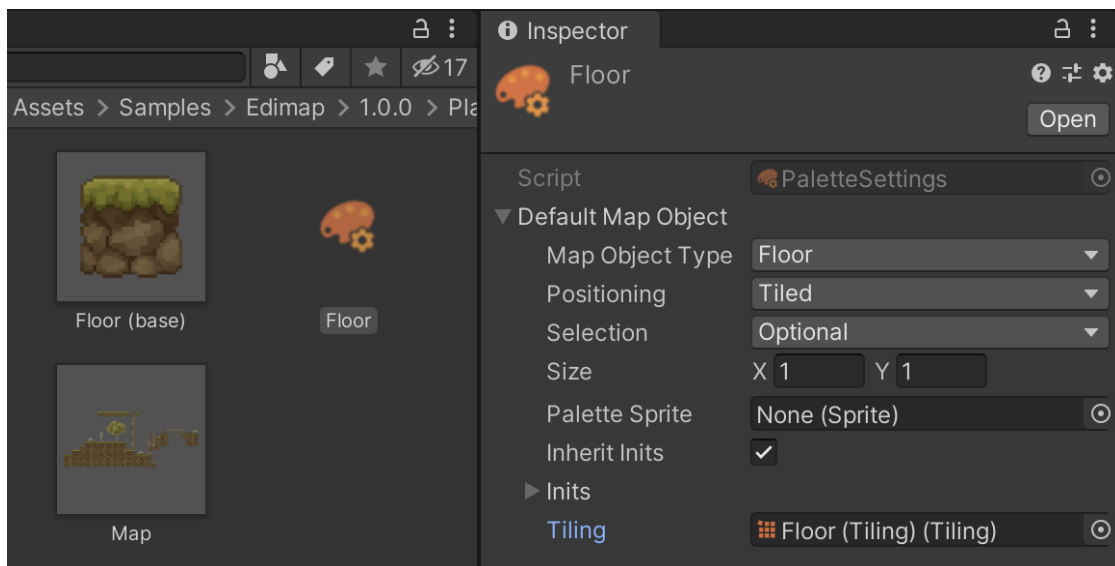 17
Assets > Samples > Edimap > 1.0.0 >
Floor (base)
Floor
Map
Inspector
Floor
Open
Script PaletteSettings
Default Map Object
Map Object Type Floor
Positioning Tiled
Selection Optional
Size X 1 Y 1
Palette Sprite None (Sprite)
Inherit Inits
Inits
Tiling Floor (Tiling) (Tiling)